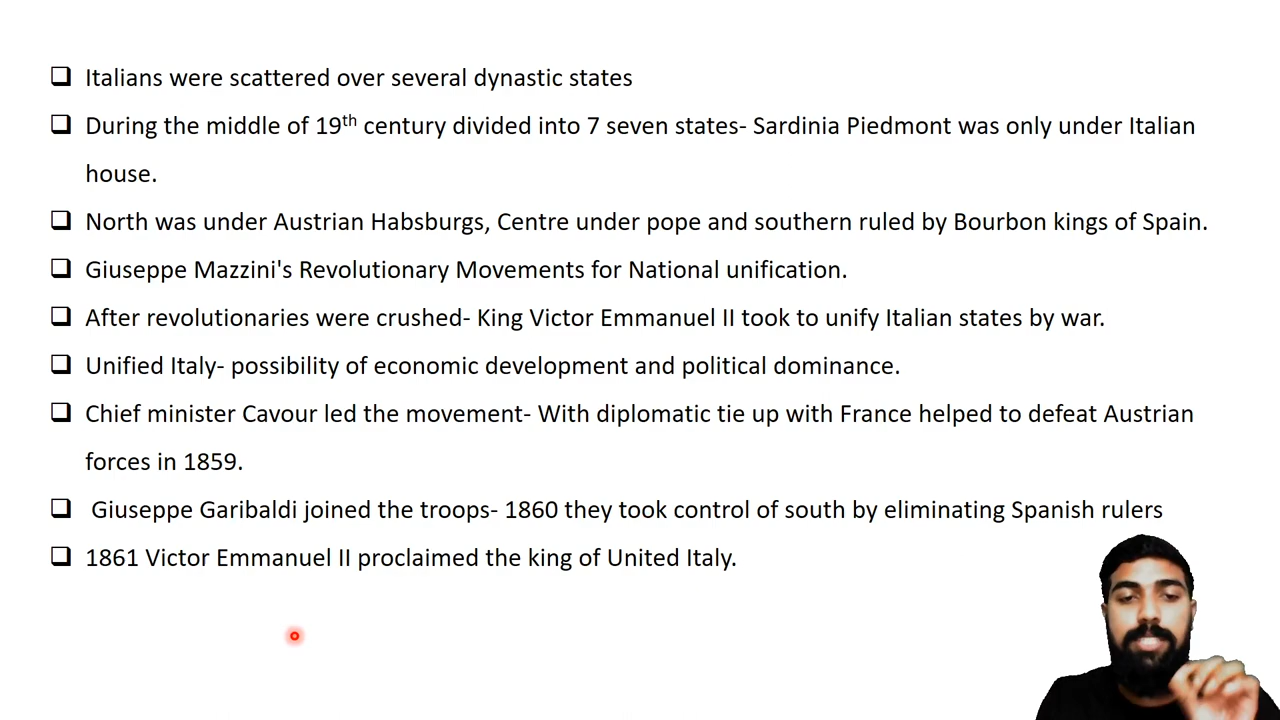 Italians were scattered over several dynastic states
During the middle of 19th century divided into 7 seven states- Sardinia Piedmont was only under Italian
house.
North was under Austrian Habsburgs, Centre under pope and southern ruled by Bourbon kings of Spain.
Giuseppe Mazzini's Revolutionary Movements for National unification.
After revolutionaries were crushed- King Victor Emmanuel II took to unify Italian states by war.
Unified Italy- possibility of economic development and political dominance.
Chief minister Cavour led the movement- With diplomatic tie up with France helped to defeat Austrian
forces in 1859.
Giuseppe Garibaldi joined the troops- 1860 they took control of south by eliminating Spanish rulers
1861 Victor Emmanuel II proclaimed the king of United Italy.